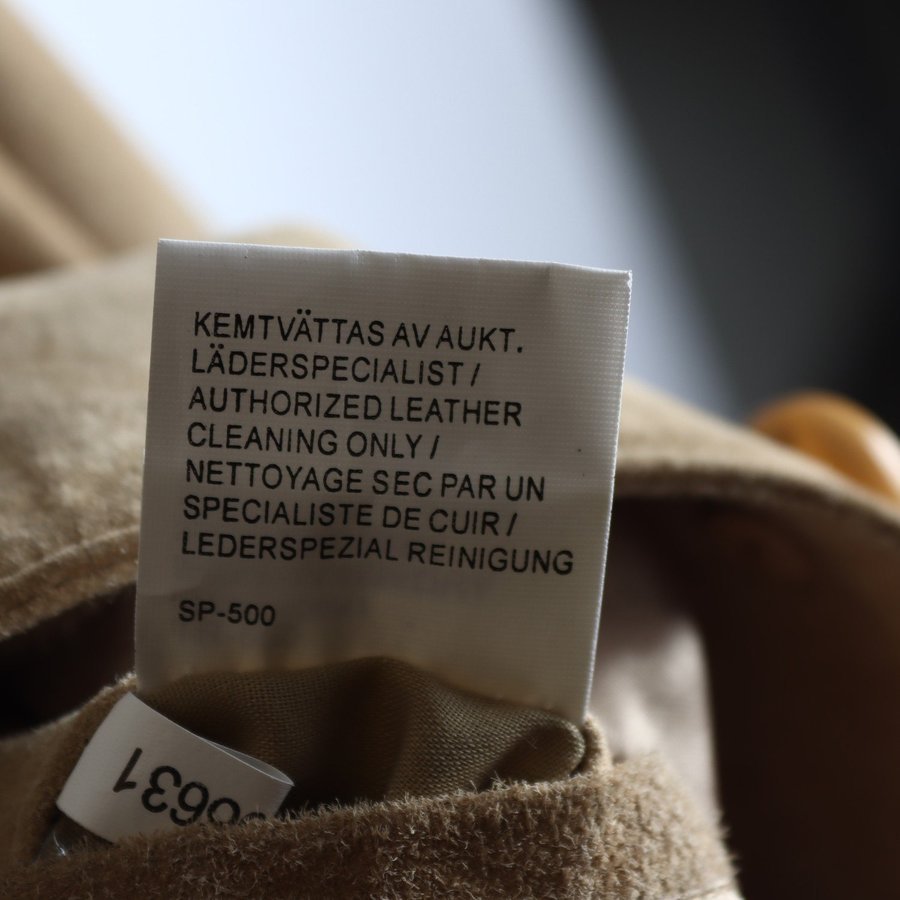 KEMTVÄTTAS AV AUKT.
LÄDERSPECIALIST /
AUTHORIZED LEATHER
CLEANING ONLY /
NETTOYAGE SEC PAR UN
SPECIALISTE DE CUIR /
LEDERSPEZIAL REINIGUNG
SP-500